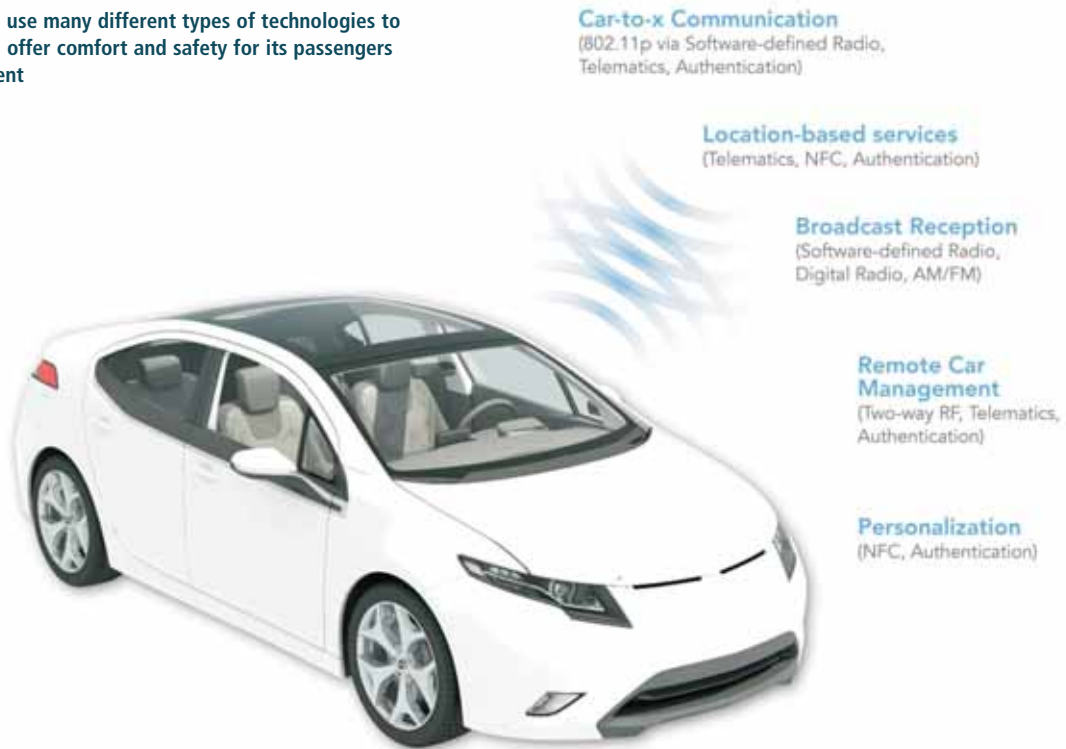 use many different types of technologies to
offer comfort and safety for its passengers
Car-to-x Communication
(802.11p via Software-defined Radio,
Telematics, Authentication)
Location-based services
(Telematics, NFC, Authentication)
Broadcast Reception
(Software-defined Radio,
Digital Radio, AM/FM)
Remote Car
Management
(Two-way RF, Telematics,
Authentication)
Personalization
(NFC, Authentication)